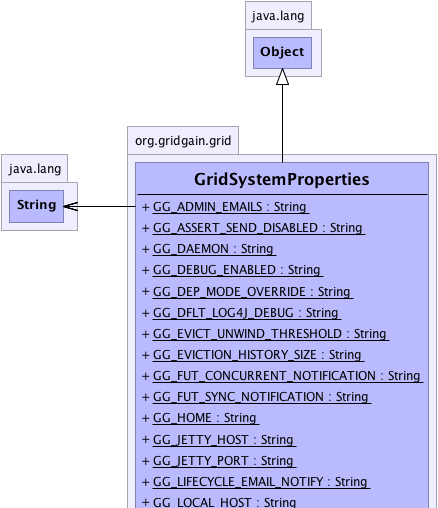 java.lang
Object
org.gridgain.grid
java.lang
String
GridSystemProperties
+ GG_ADMIN_EMAILS : String
+ GG_ASSERT_SEND_DISABLED : String
+ GG_DAEMON : String
+ GG_DEBUG_ENABLED : String
+ GG_DEP_MODE_OVERRIDE : String
+ GG_DFLT_LOG4J_DEBUG : String
+ GG_EVICT_UNWIND_THRESHOLD : String
+ GG_EVICTION_HISTORY_SIZE : String
+ GG_FUT_CONCURRENT_NOTIFICATION : String
+ GG_FUT_SYNC_NOTIFICATION : String
+ GG_HOME : String
+ GG_JETTY_HOST : String
+ GG_JETTY_PORT : String
+ GG_LIFECYCLE_EMAIL_NOTIFY : String
+ GG_LOCAL_HOST : String